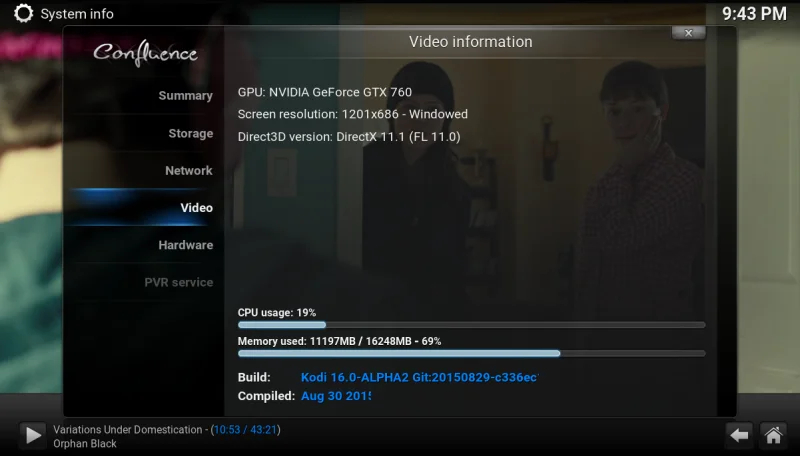 System info
9:43 PM
Confluence
Video information
Summary
Storage
Network
Video
Hardware
PVR service
GPU: NVIDIA GeForce GTX 760
Screen resolution: 1201x686 - Windowed
Direct3D version: DirectX 11.1 (FL 11.0)
CPU usage: 19%
Memory used: 11197MB / 16248MB - 69%
Build: Kodi 16.0-ALPHA2 Git:20150829-c336ec
Compiled: Aug 30 2015
Variations Under Domestication - (10:53 / 43:21)
Orphan Black